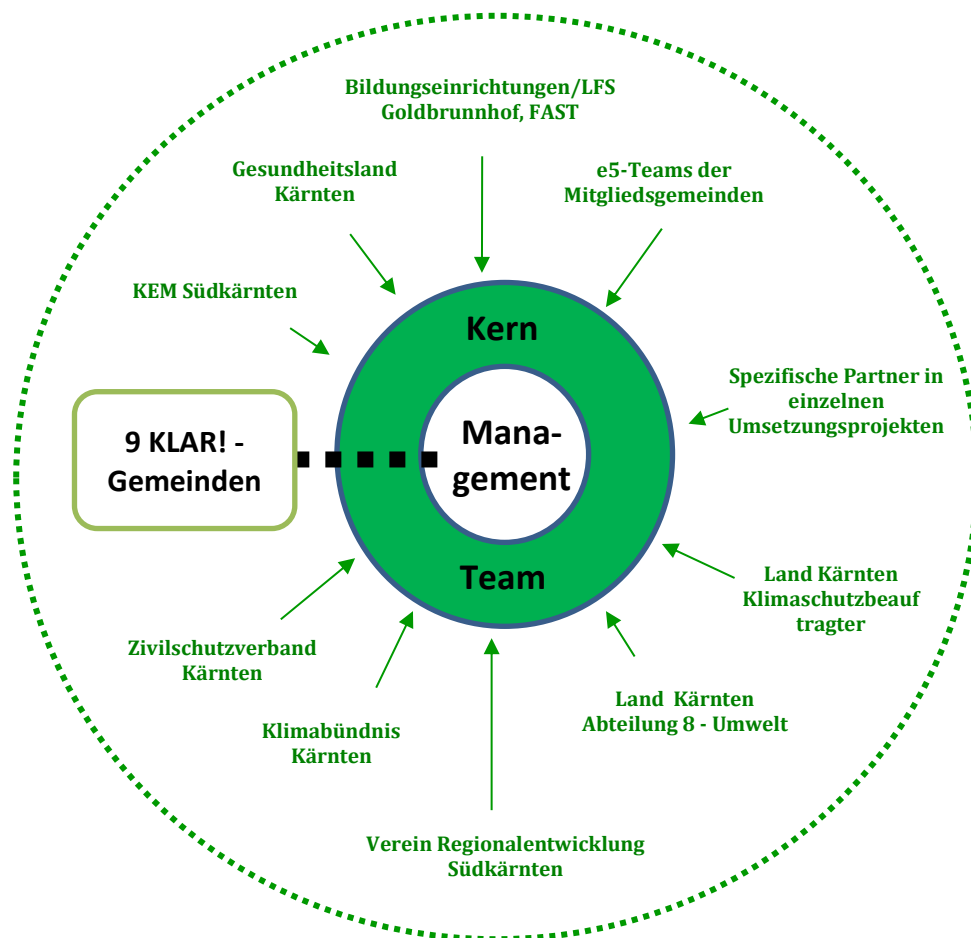 Bildungseinrichtungen/LFS
Goldbrunnhof, FAST
Gesundheitsland
Kärnten
e5-Teams der
Mitgliedsgemeinden
KEM Südkärnten
Kern
Spezifische Partner in
einzelnen
Umsetzungsprojekten
9 KLAR! -
Gemeinden
Mana-
gement
Team
Land Kärnten
Klimaschutzbeauf
tragter
Zivilschutzverband
Kärnten
Land  Kärnten
Abteilung 8 - Umwelt
Klimabündnis
Kärnten
Verein Regionalentwicklung
Südkärnten